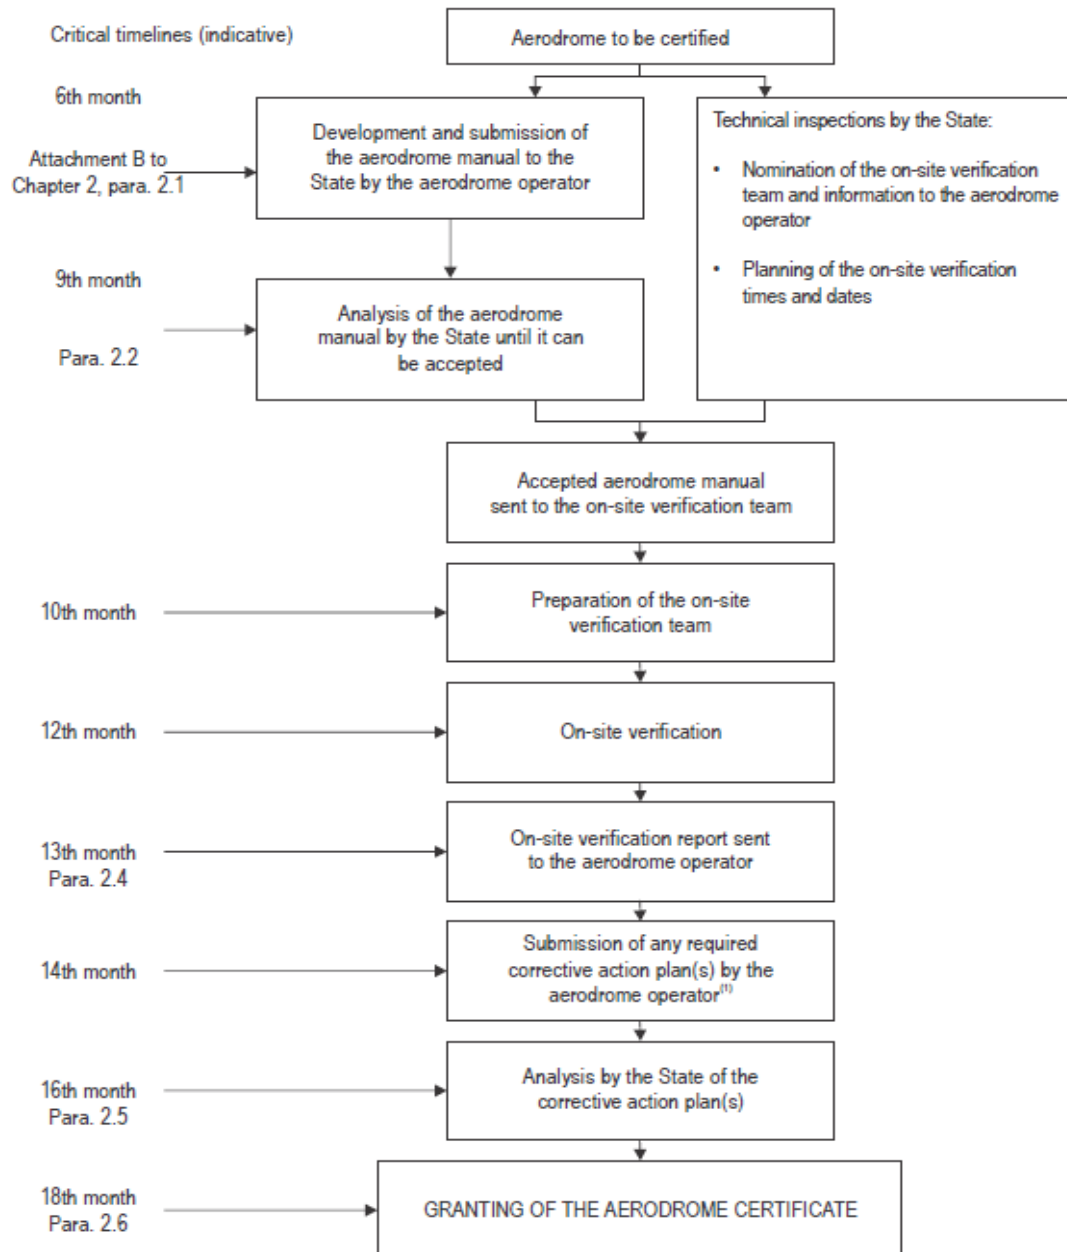 Critical timelines (indicative)
Aerodrome to be certified
6th month
Attachment B to
Chapter 2, para. 2.1
Development and submission of
the aerodrome manual to the
State by the aerodrome operator
Technical inspections by the State:
• Nomination of the on-site verification
team and information to the aerodrome
operator
• Planning of the on-site verification
times and dates
9th month
Para. 2.2
Analysis of the aerodrome
manual by the State until it can
be accepted
Accepted aerodrome manual
sent to the on-site verification team
10th month
Preparation of the on-site
verification team
12th month
On-site verification
13th month
Para. 2.4
On-site verification report sent
to the aerodrome operator
14th month
Submission of any required
corrective action plan(s) by the
aerodrome operator(1)
16th month
Para. 2.5
Analysis by the State of the
corrective action plan(s)
18th month
Para. 2.6
GRANTING OF THE AERODROME CERTIFICATE